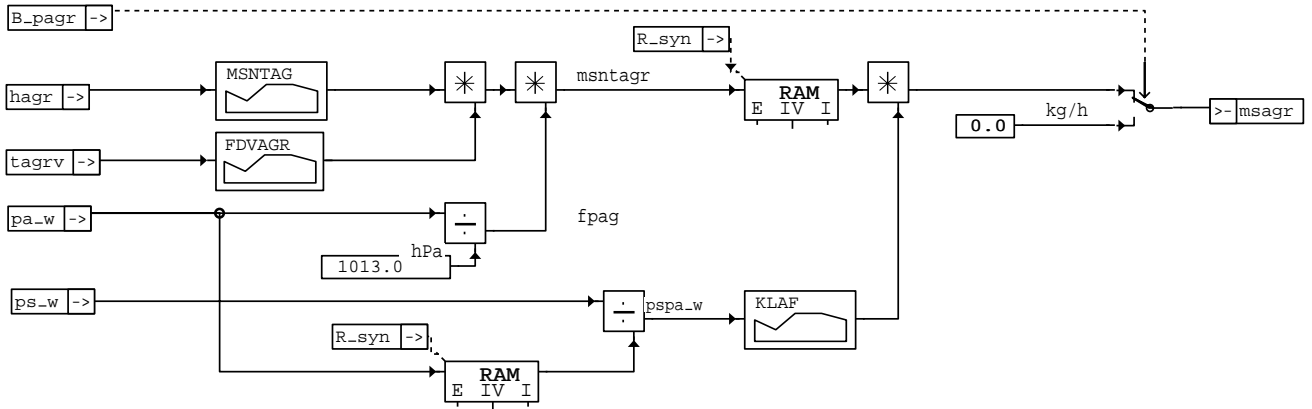 B_pagr ->
R_syn ->
hagr ->
MSNTAG
msntagr
RAM
E IV I
kg/h
0.0
>- msagr
tagrv ->
FDVAGR
pa_w ->
fpag
hPa
1013.0
ps_w ->
pspa_w
KLAF
R_syn ->
RAM
E IV I